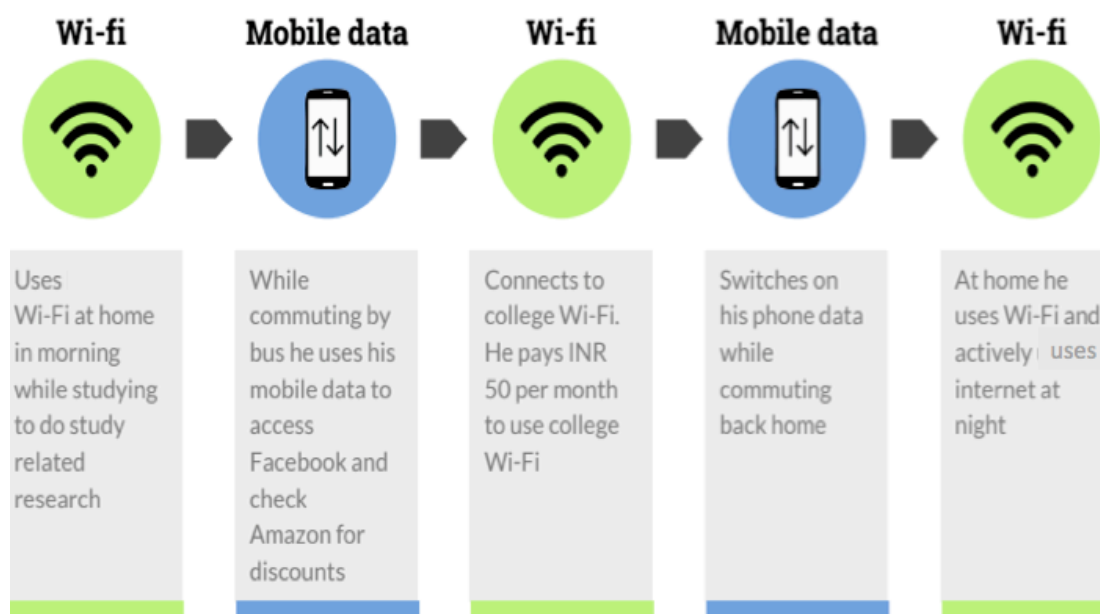 Wi-fi
Mobile data
Wi-fi
Mobile data
Wi-fi
Uses
Wi-Fi at home
in morning
while studying
to do study
related
research
While
commuting by
bus he uses his
mobile data to
access
Facebook and
check
Amazon for
discounts
Connects to
college Wi-Fi.
He pays INR
50 per month
to use college
Wi-Fi
Switches on
his phone data
while
commuting
back home
At home he
uses Wi-Fi and
actively uses
internet at
night